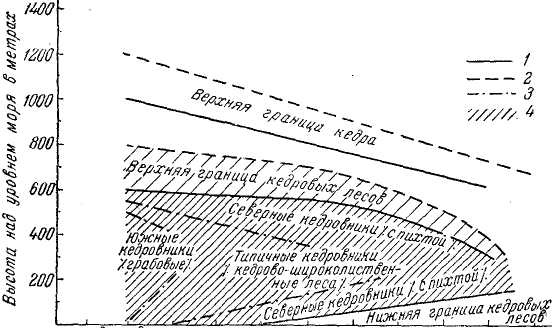 Высота над уровнем моря в метрах
1400
1200
1000
800
600
400
200
1
2
3
4
Верхняя граница кедра
Верхняя граница кедровых лесов
Северные кедровники (с пихтой)
Южные
кедровники
(грабовые)
Типичные кедровники
(кедрово-широколиствен-
ные леса)
Северные кедровники (с пихтой)
Нижняя граница кедровых
лесов